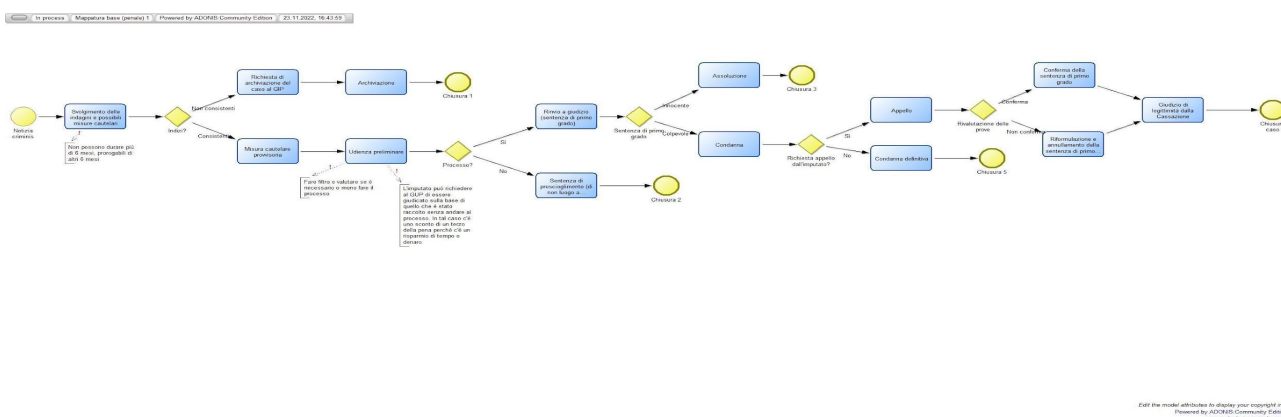 In process Mappatura base (penale) 1 Powered by ADONIS:Community Edition 23.11.2022, 16:43:59
Notizia
criminis
Svolgimento delle
indagini e possibili
misure cautelari
Non possono durare più
di 6 mesi, prorogabili di
altri 6 mesi
Indizi?
Non consistenti
Consistenti
Richiesta di
archiviazione del
caso al GIP
Archiviazione
Chiusura 1
Misura cautelare
provvisoria
Udienza preliminare
Fare filtro e valutare se è
necessario o meno fare il
processo
L'imputato può richiedere
al GUP di essere
giudicato sulla base di
quello che è stato
raccolto senza andare al
processo. In tal caso c'è
uno sconto di un terzo
della pena perchè c'è un
risparmio di tempo e
denaro
Processo?
Si
No
Rinvio a giudizio
(sentenza di primo
grado)
Sentenza di
proscioglimento (di
non luogo a...
Chiusura 2
Sentenza di primo
grado?
Innocente
Colpevole
Assoluzione
Chiusura 3
Condanna
Richiesta appello
dall'imputato?
Si
No
Appello
Condanna definitiva
Chiusura 5
Rivalutazione delle
prove
Conferma
Non conferma
Conferma della
sentenza di primo
grado
Riformulazione e
annullamento della
sentenza di primo...
Giudizio di
legittimità dalla
Cassazione
Chiusura
caso
Edit the model attributes to display your copyright in
Powered by ADONIS:Community Editi